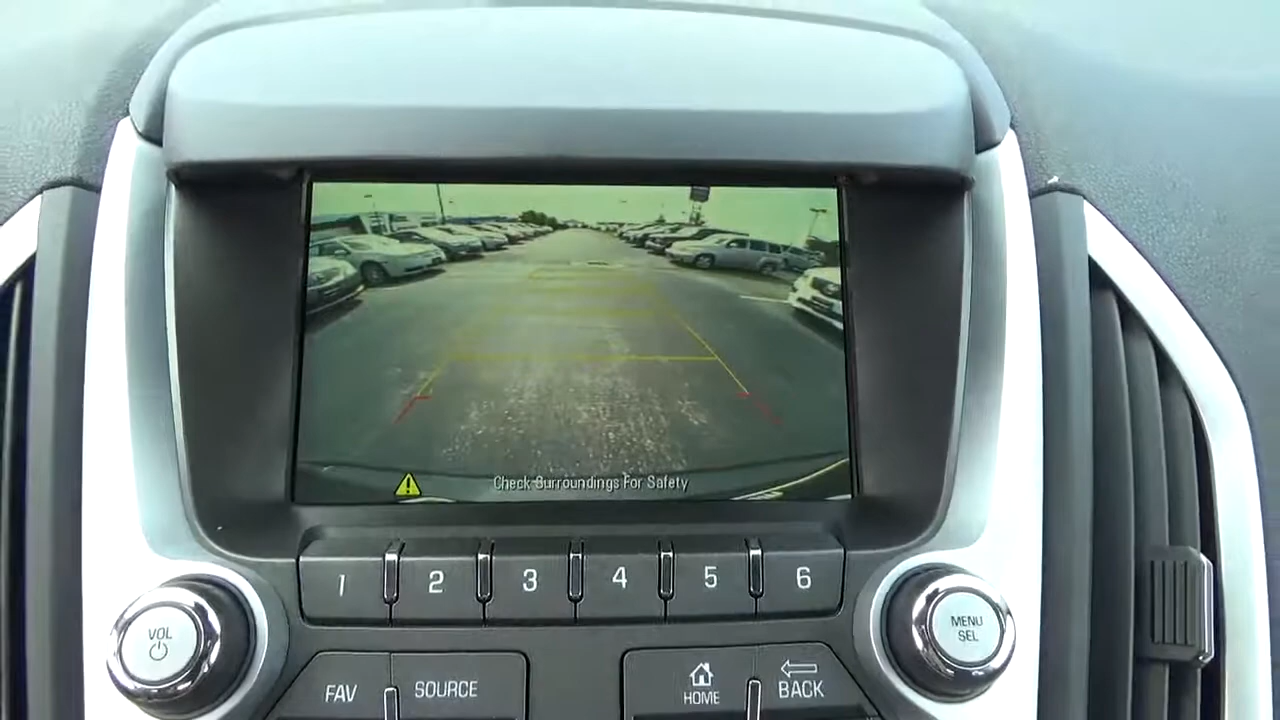 Check Surroundings For Safety
1 2 3 4 5 6
VOL
MENU
SEL
FAV
SOURCE
HOME
BACK